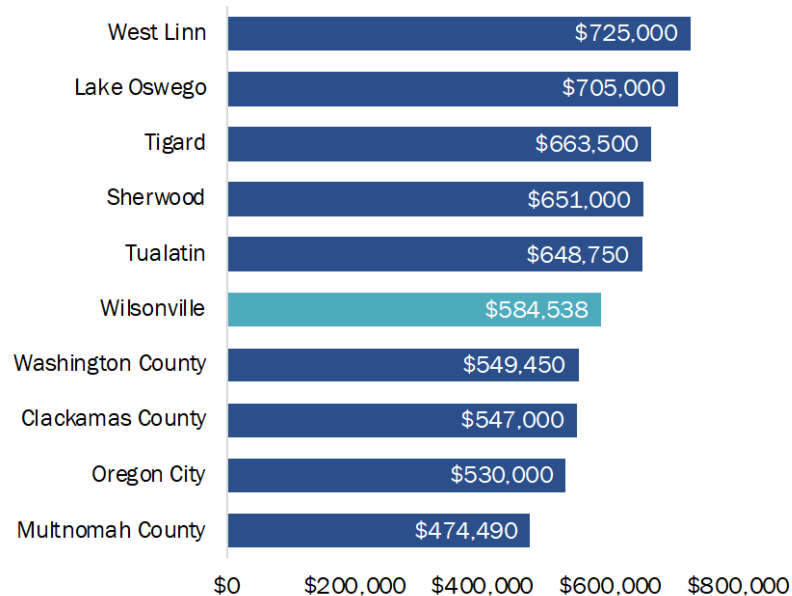 West Linn $725,000
Lake Oswego $705,000
Tigard $663,500
Sherwood $651,000
Tualatin $648,750
Wilsonville $584,538
Washington County $549,450
Clackamas County $547,000
Oregon City $530,000
Multnomah County $474,490
$0 $200,000 $400,000 $600,000 $800,000